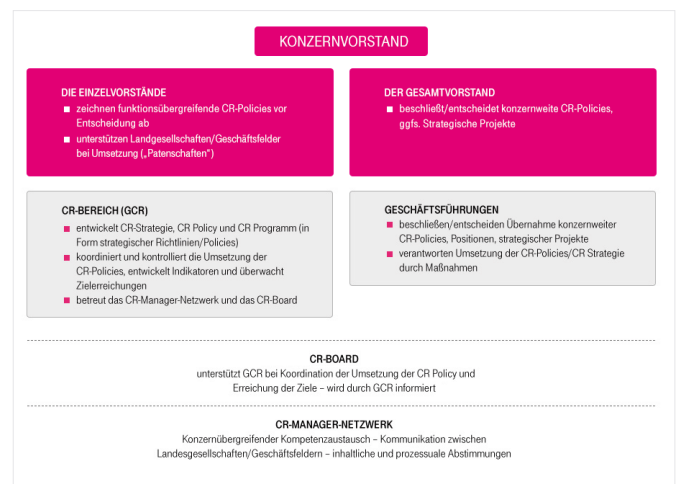 KONZERNVORSTAND
DIE EINZELVORSTÄNDE
zeichnen funktionsübergreifende CR-Policies vor
Entscheidung ab
unterstützen Landgesellschaften/Geschäftsfelder
bei Umsetzung („Patenschaften“)
DER GESAMTVORSTAND
beschließt/entscheidet konzernweite CR-Policies,
ggfs. Strategische Projekte
CR-BEREICH (GCR)
entwickelt CR-Strategie, CR Policy und CR Programm (in
Form strategischer Richtlinien/Policies)
koordiniert und kontrolliert die Umsetzung der
CR-Policies, entwickelt Indikatoren und überwacht
Zielerreichungen
betreut das CR-Manager-Netzwerk und das CR-Board
GESCHÄFTSFÜHRUNGEN
beschließen/entscheiden Übernahme konzernweiter
CR-Policies, Positionen, strategischer Projekte
verantworten Umsetzung der CR-Policies/CR Strategie
durch Maßnahmen
CR-BOARD
unterstützt GCR bei Koordination der Umsetzung der CR Policy und
Erreichung der Ziele – wird durch GCR informiert
CR-MANAGER-NETZWERK
Konzernübergreifender Kompetenzaustausch – Kommunikation zwischen
Landesgesellschaften/Geschäftsfeldern – inhaltliche und prozessuale Abstimmungen